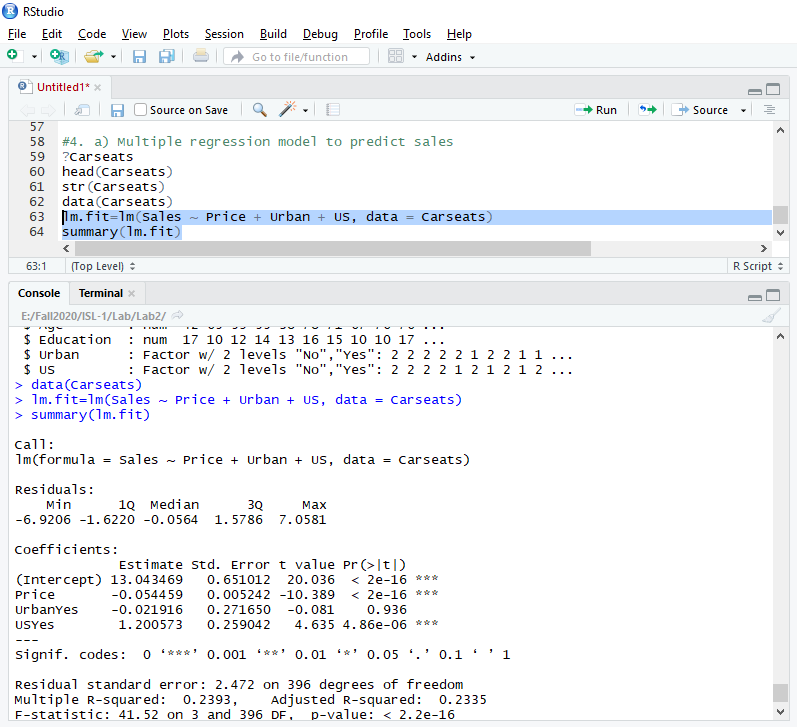 RStudio
File Edit Code View Plots Session Build Debug Profile Tools Help
Go to file/function Addins
Untitled1*
Source on Save Run Source
57
58 #4. a) Multiple regression model to predict sales
59 ?Carseats
60 head(Carseats)
61 str(Carseats)
62 data(Carseats)
63 lm.fit=lm(Sales ~ Price + Urban + US, data = Carseats)
64 summary(lm.fit)
63:1 (Top Level) R Script
Console Terminal
E:/Fall2020/ISL-1/Lab/Lab2/
$ Education : num 17 10 12 14 13 16 15 10 10 17 ...
$ Urban : Factor w/ 2 levels "No","Yes": 2 2 2 2 2 1 2 2 1 1 ...
$ US : Factor w/ 2 levels "No","Yes": 2 2 2 2 1 2 1 2 1 2 ...
> data(Carseats)
> lm.fit=lm(Sales ~ Price + Urban + US, data = Carseats)
> summary(lm.fit)
Call:
lm(formula = Sales ~ Price + Urban + US, data = Carseats)
Residuals:
Min 1Q Median 3Q Max
-6.9206 -1.6220 -0.0564 1.5786 7.0581
Coefficients:
Estimate Std. Error t value Pr(>|t|)
(Intercept) 13.043469 0.651012 20.036 < 2e-16 ***
Price -0.054459 0.005242 -10.389 < 2e-16 ***
UrbanYes -0.021916 0.271650 -0.081 0.936
USYes 1.200573 0.259042 4.635 4.86e-06 ***
---
Signif. codes: 0 ‘***’ 0.001 ‘**’ 0.01 ‘*’ 0.05 ‘.’ 0.1 ‘ ’ 1
Residual standard error: 2.472 on 396 degrees of freedom
Multiple R-squared: 0.2393, Adjusted R-squared: 0.2335
F-statistic: 41.52 on 3 and 396 DF, p-value: < 2.2e-16